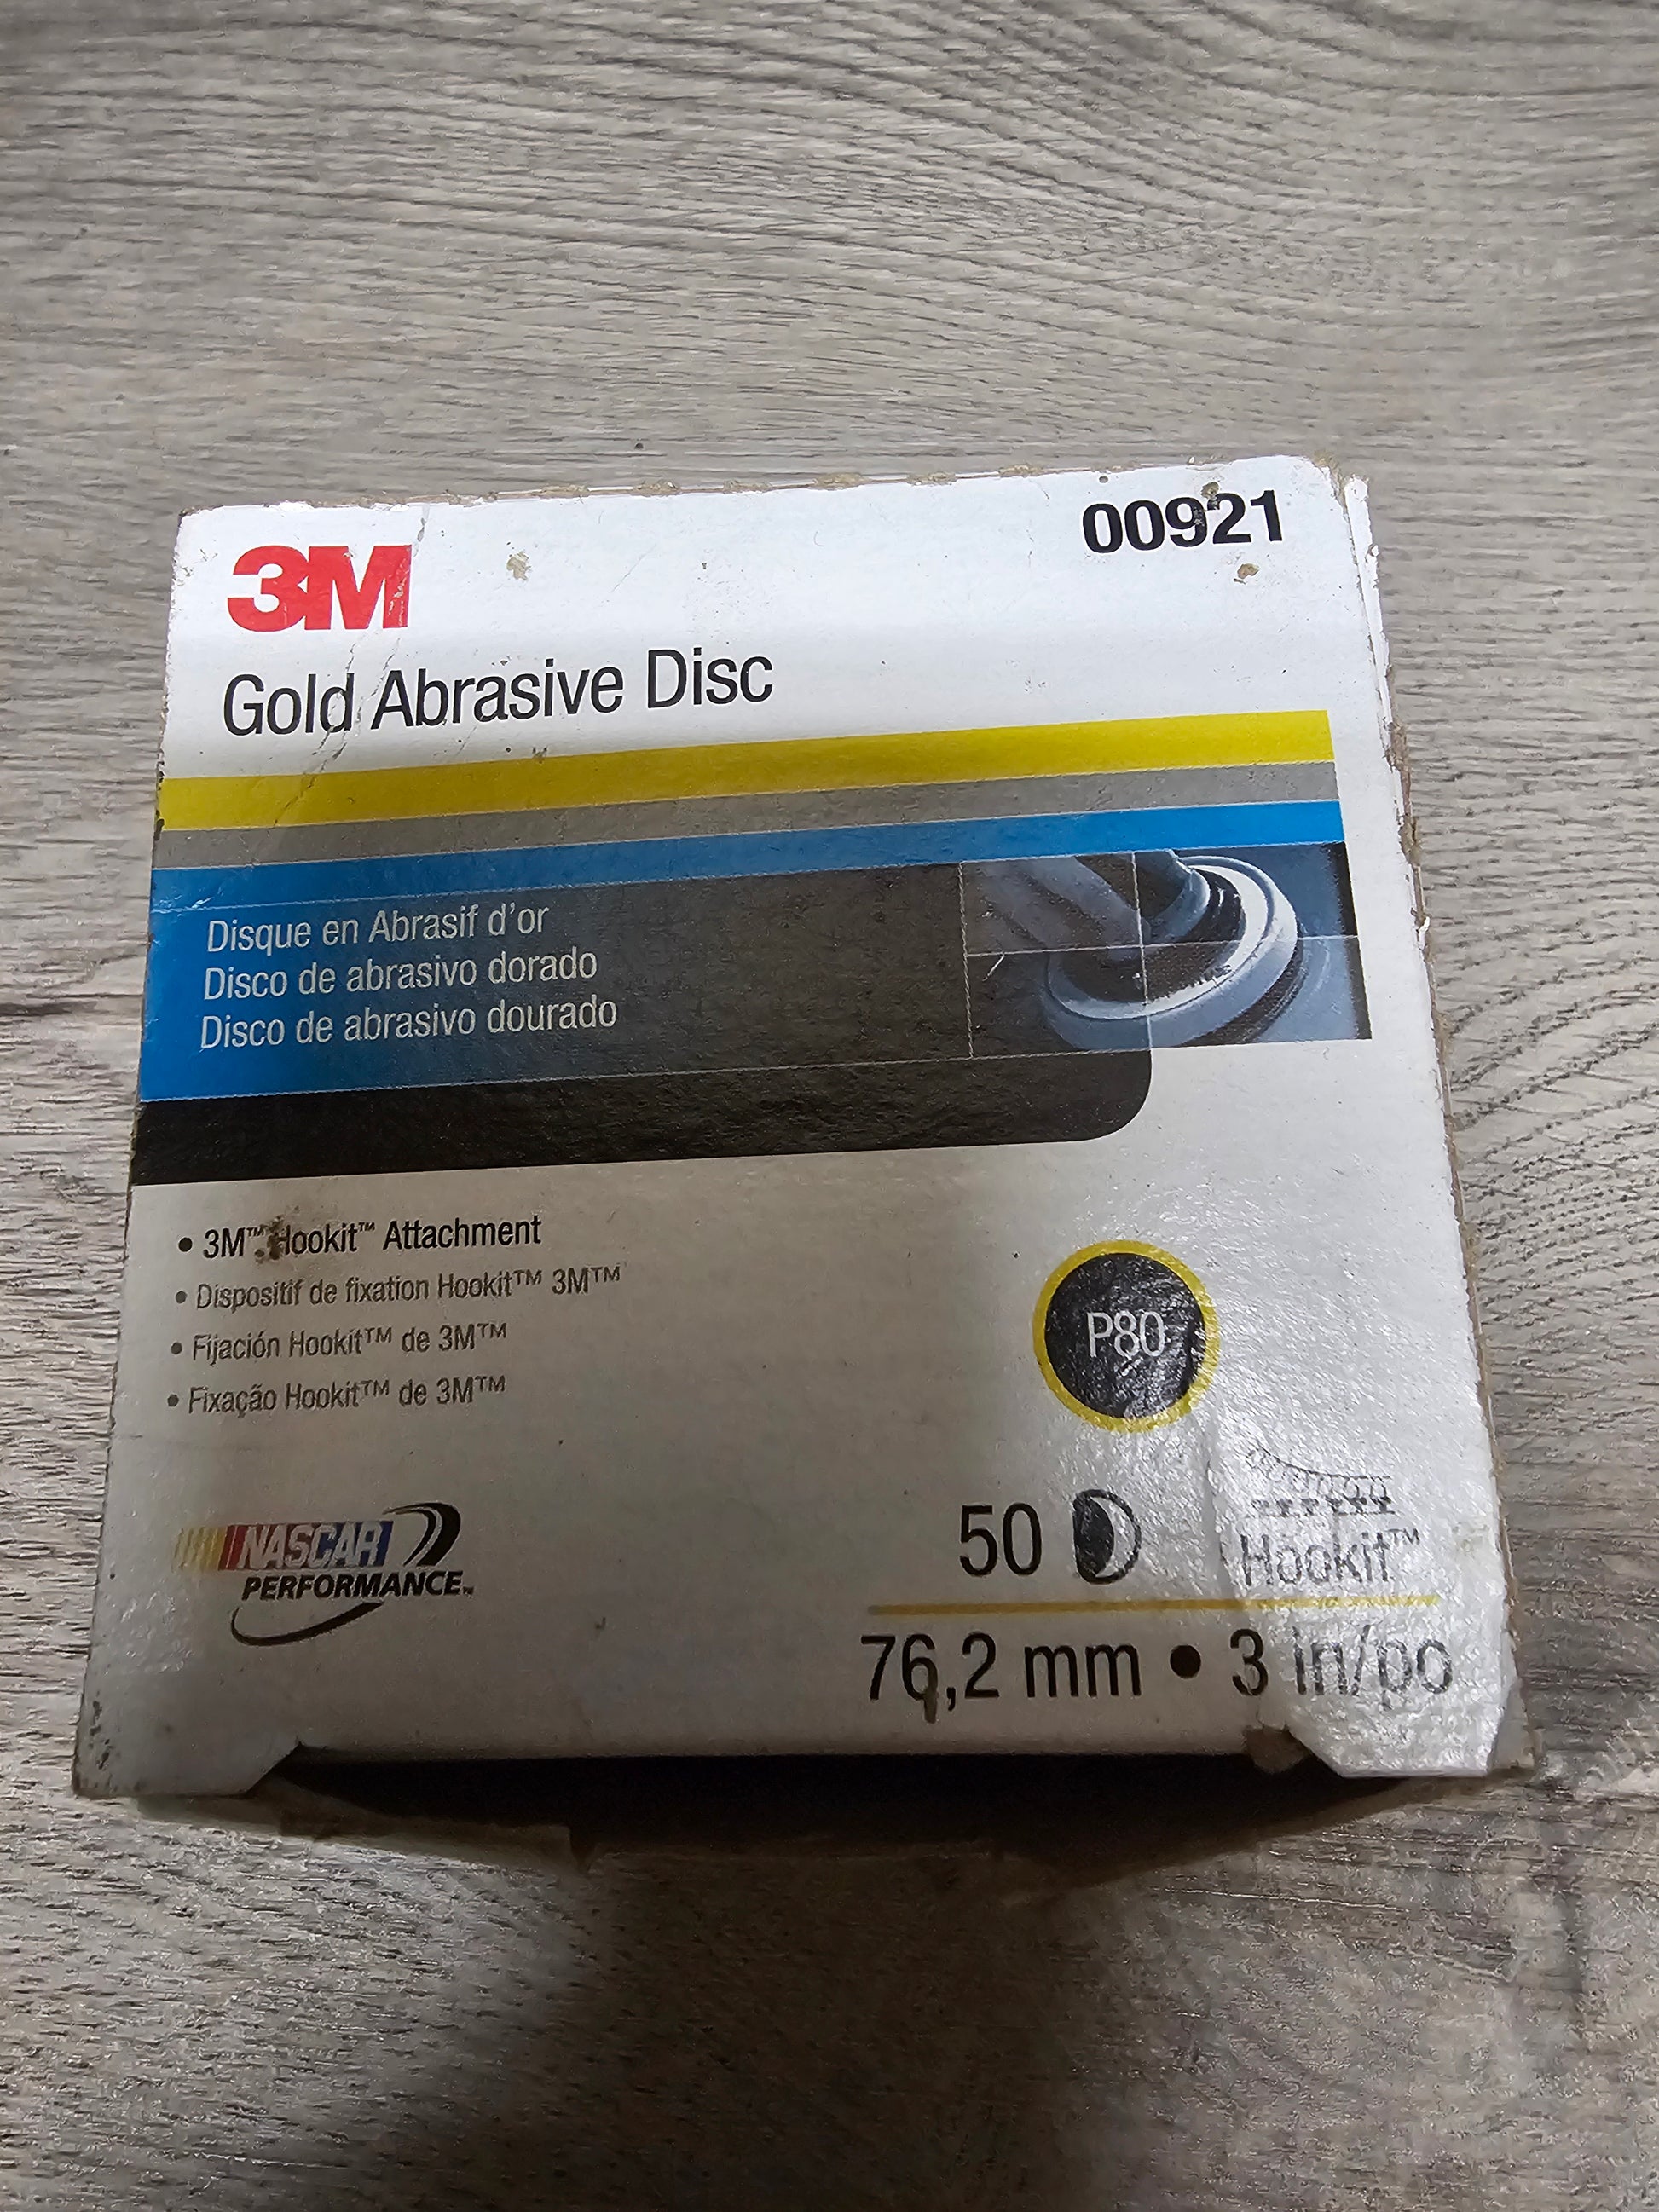 3M
00921
Gold Abrasive Disc
Disque en Abrasif d'or
Disco de abrasivo dorado
Disco de abrasivo dourado
• 3M™ Hookit™ Attachment
• Dispositif de fixation Hookit™ 3M™
• Fijación Hookit™ de 3M™
• Fixação Hookit™ de 3M™
P80
NASCAR
PERFORMANCE™
50
Hookit™
76,2 mm • 3 in/po